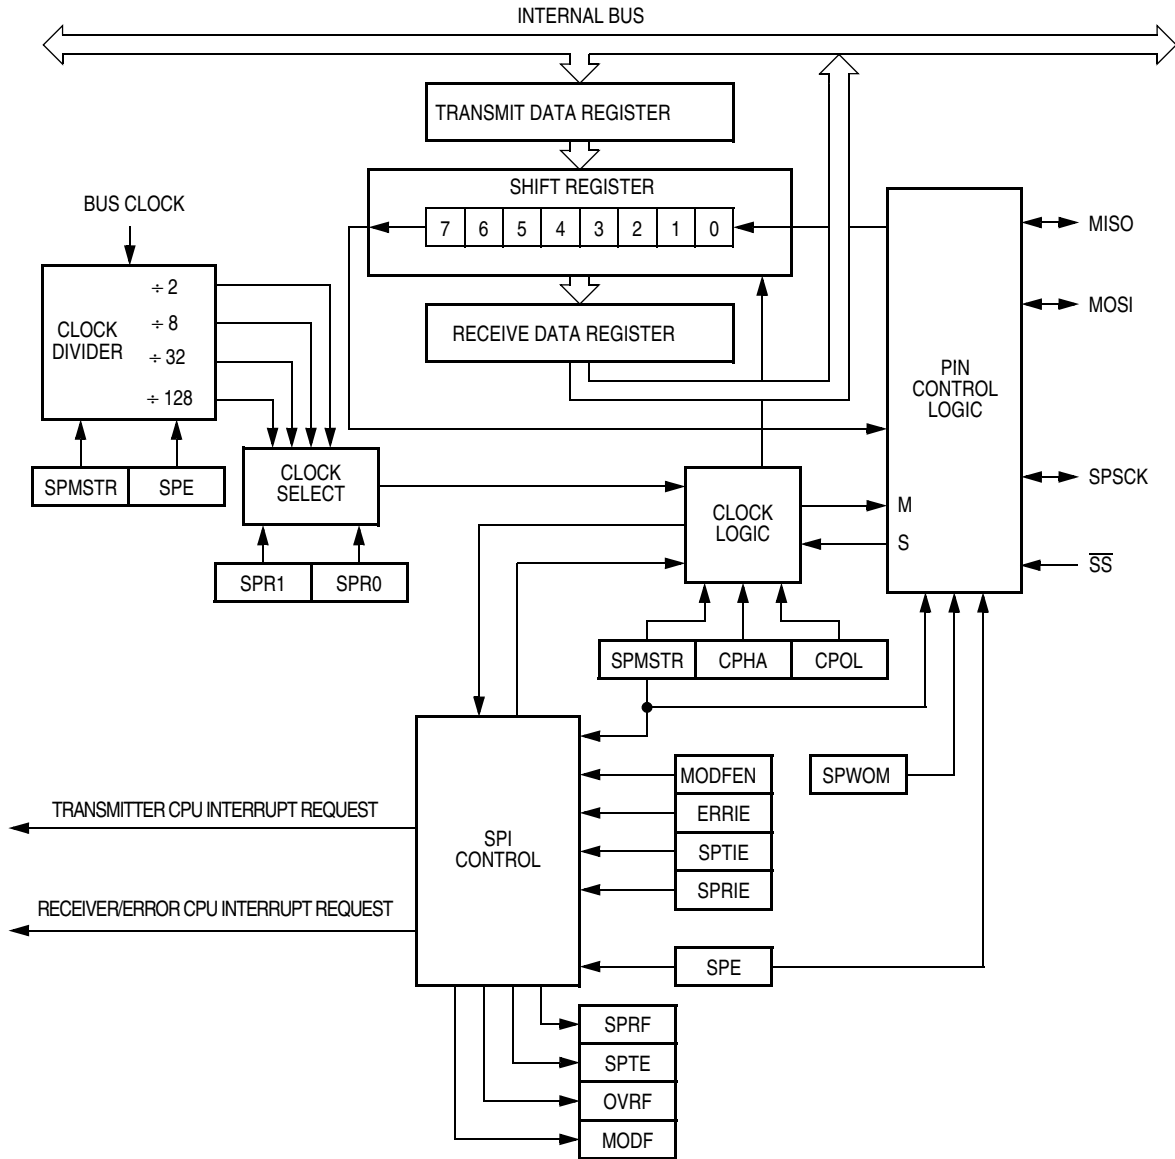 INTERNAL BUS
TRANSMIT DATA REGISTER
SHIFT REGISTER
7 6 5 4 3 2 1 0
RECEIVE DATA REGISTER
BUS CLOCK
CLOCK
DIVIDER
÷ 2
÷ 8
÷ 32
÷ 128
SPMSTR SPE
CLOCK
SELECT
SPR1 SPR0
CLOCK
LOGIC
PIN
CONTROL
LOGIC
M
S
MISO
MOSI
SPSCK
S̅S̅
SPMSTR CPHA CPOL
MODFEN
ERRIE
SPTIE
SPRIE
SPWOM
SPE
SPI
CONTROL
TRANSMITTER CPU INTERRUPT REQUEST
RECEIVER/ERROR CPU INTERRUPT REQUEST
SPRF
SPTE
OVRF
MODF